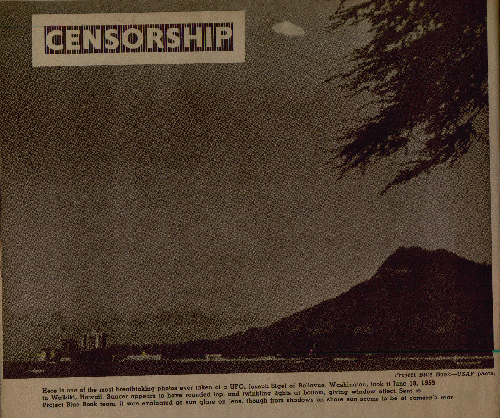 CENSORSHIP
Project Blue Book—USAF photo.
Here is one of the most breathtaking photos ever taken of a UFO. Joseph Sigel of Bellevue, Washington, took it June 18, 1959
in Waikiki, Hawaii. Saucer appears to have rounded top, and twinkling lights at bottom, giving window effect. Sent to
Project Blue Book team, it was evaluated as sun glare on lens, though from shadows on shore sun seems to be at camera's rear